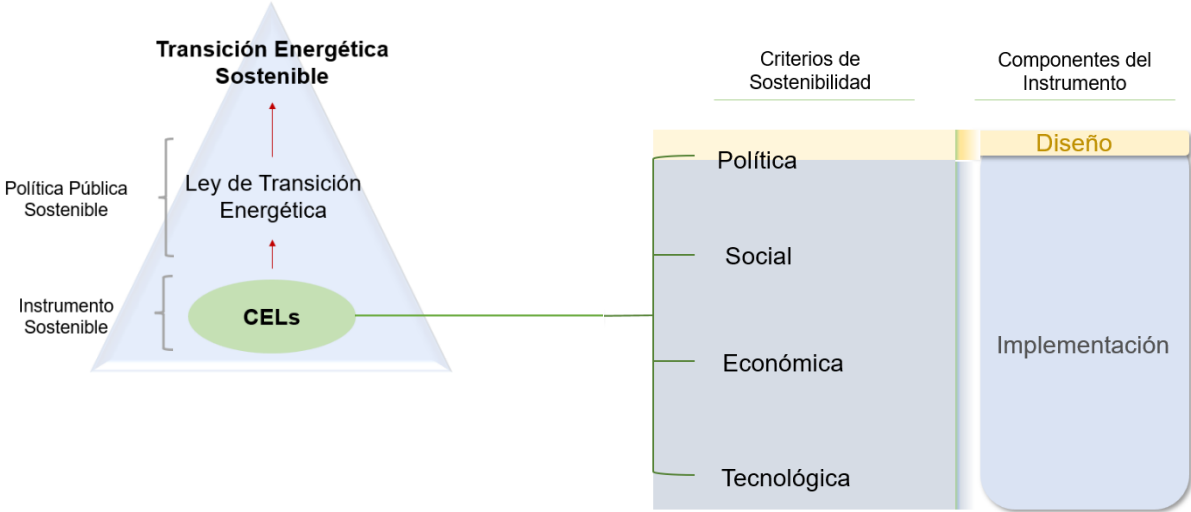 Transición Energética
Sostenible
Política Pública
Sostenible
Ley de Transición
Energética
Instrumento
Sostenible
CELs
Criterios de
Sostenibilidad
Política
Social
Económica
Tecnológica
Componentes del
Instrumento
Diseño
Implementación